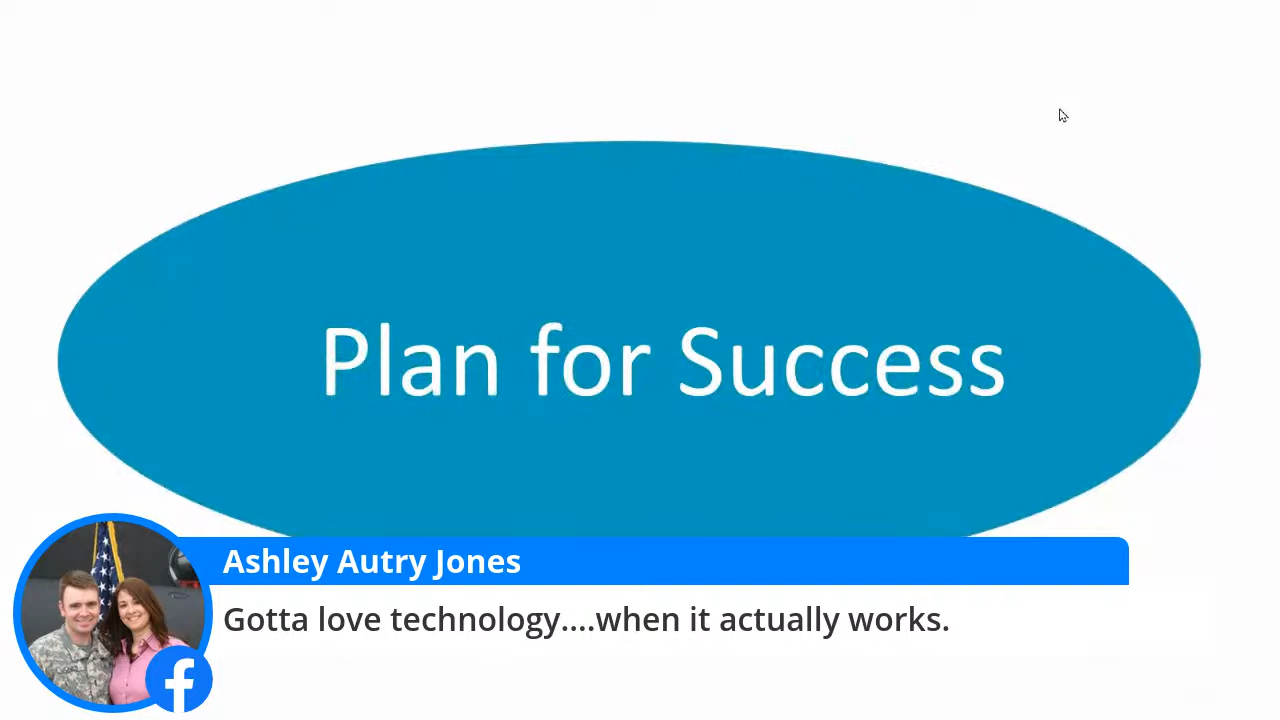 Plan for Success
Ashley Autry Jones
Gotta love technology....when it actually works.